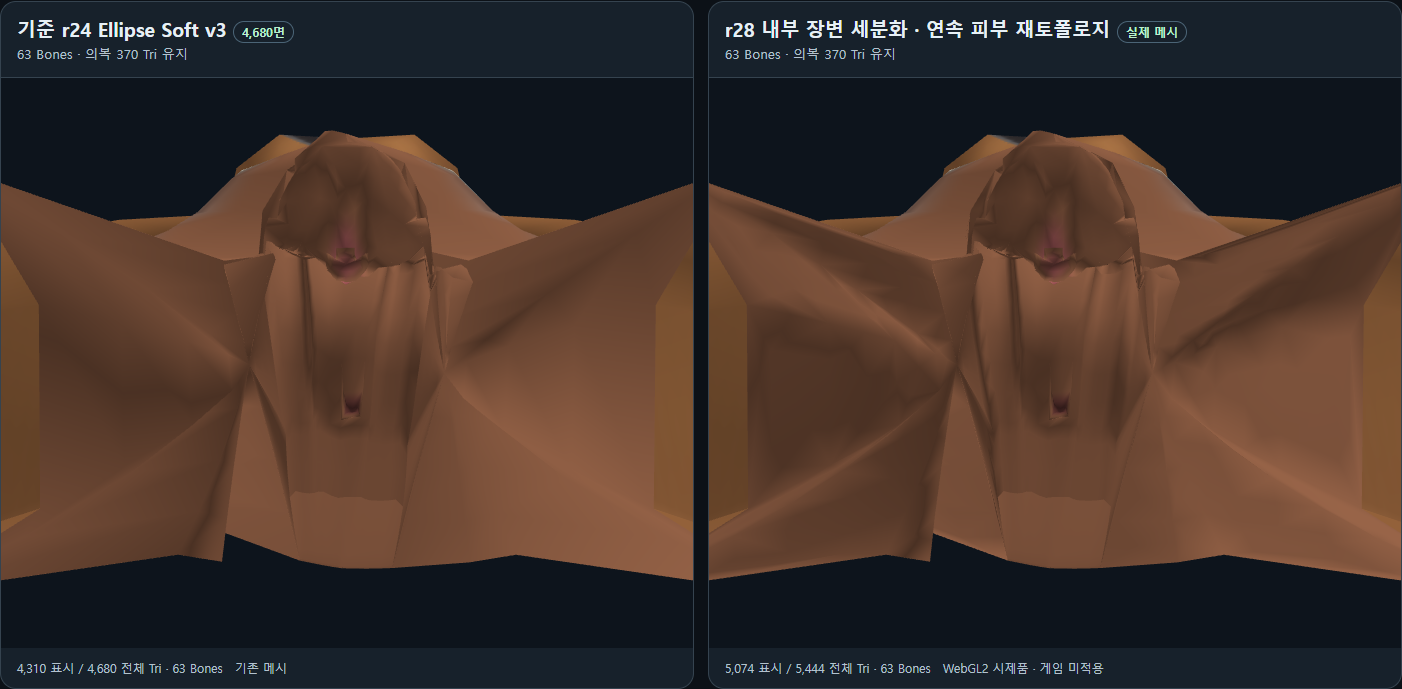 기준 r24 Ellipse Soft v3 4,680면
63 Bones · 의복 370 Tri 유지
4,310 표시 / 4,680 전체 Tri · 63 Bones 기존 메시
r28 내부 장변 세분화 · 연속 피부 재토폴로지 실제 메시
63 Bones · 의복 370 Tri 유지
5,074 표시 / 5,444 전체 Tri · 63 Bones WebGL2 시제품 · 게임 미적용